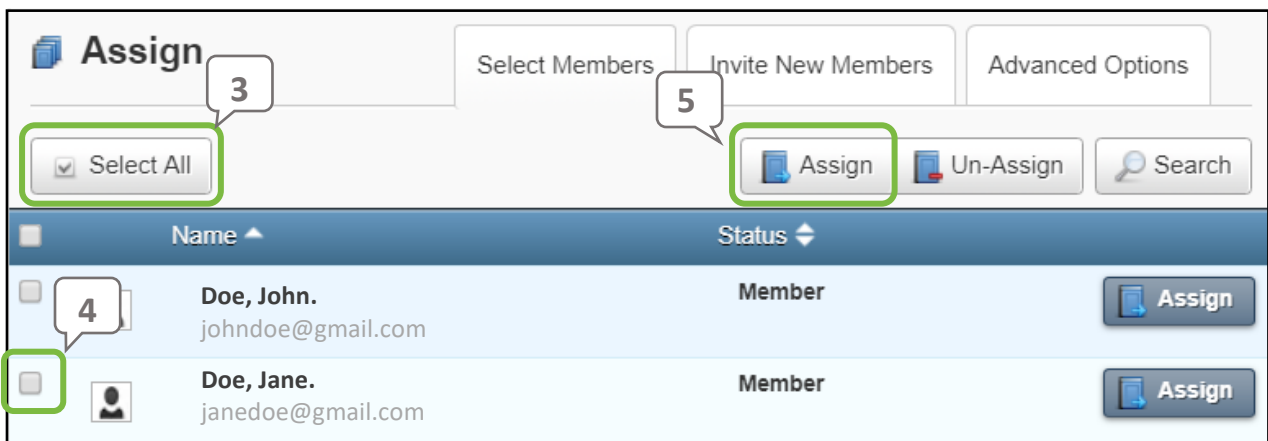 Assign
Select Members
Invite New Members
Advanced Options
3
5
Select All
Assign
Un-Assign
Search
Name
Status
4
Doe, John.
Member
Assign
johndoe@gmail.com
Doe, Jane.
Member
Assign
janedoe@gmail.com